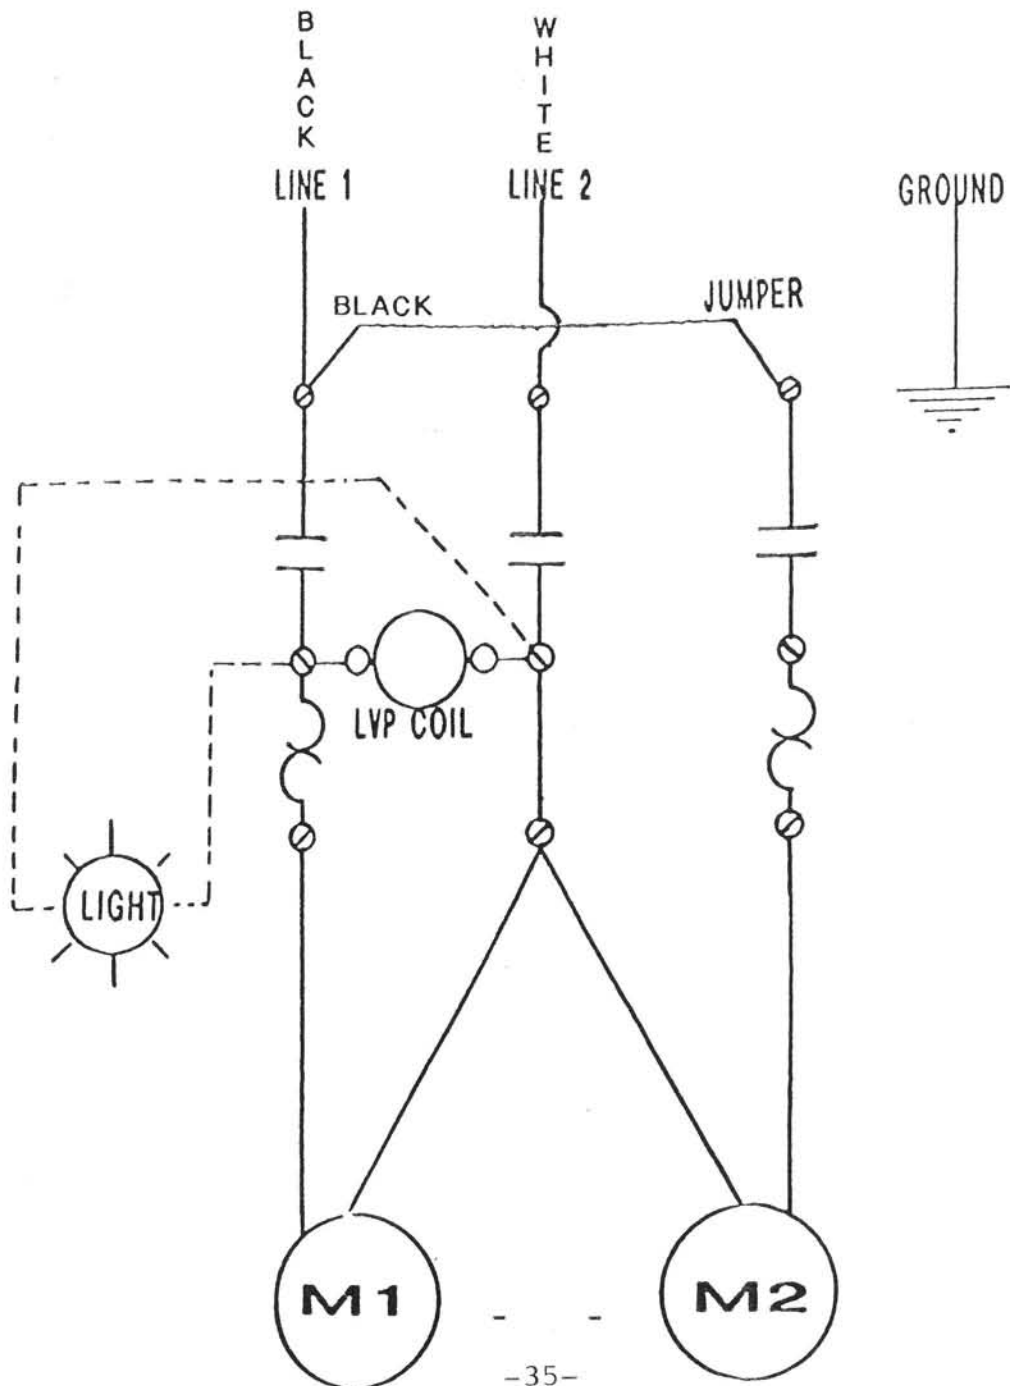 BLACK
WHITE
LINE 1
LINE 2
GROUND
BLACK
JUMPER
LVP COIL
LIGHT
M1
M2
-35-